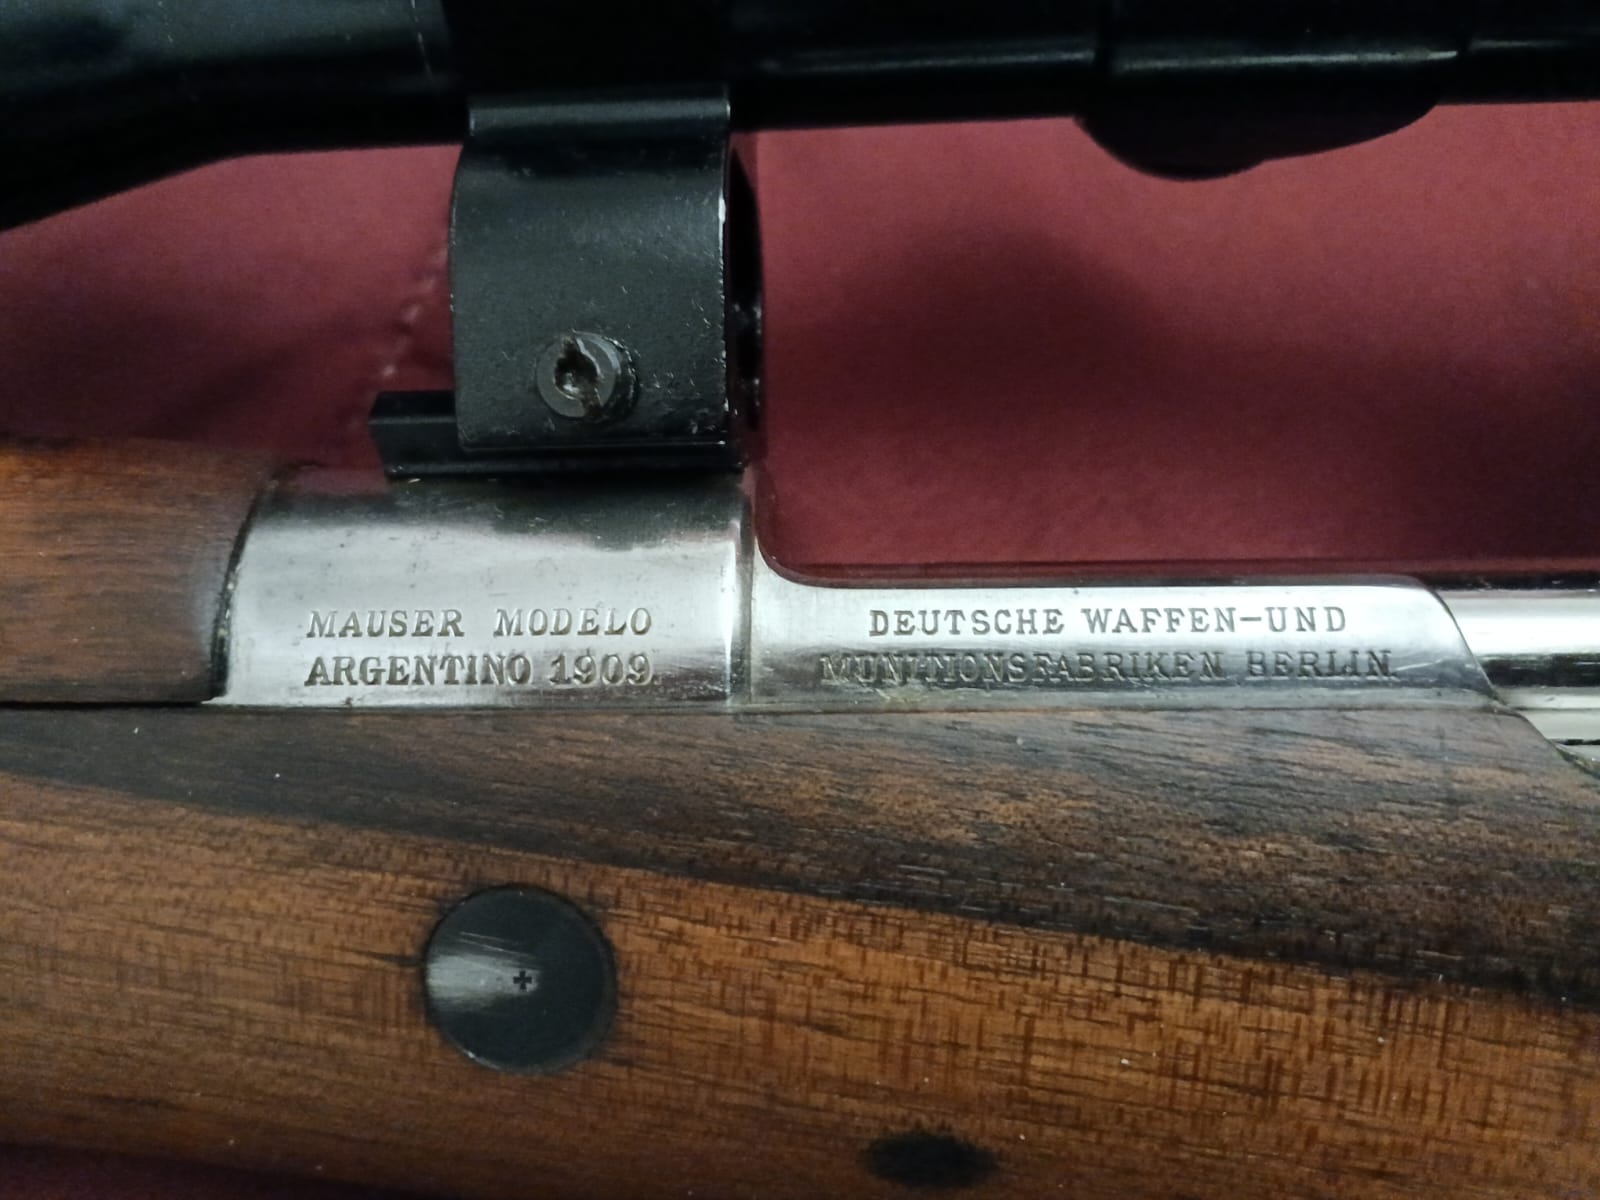 MAUSER MODELO
ARGENTINO 1909.
DEUTSCHE WAFFEN-UND
MUNITIONSFABRIKEN BERLIN.